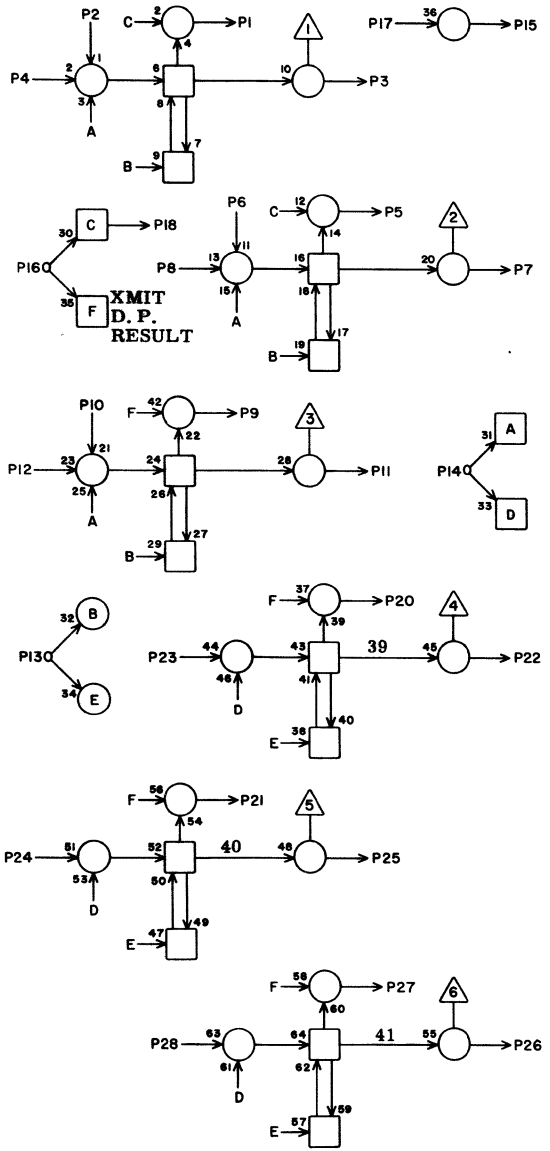 P2
C 2 P1 36
P17 P15
4
1
1
P4 2 6 10 P3
3 8
A 7
B 9
P6 C 12 P5
C
30 P18 14 2
11
P16 P8 13 16 20 P7
35 F XMIT 15 18
D. P. A 17
RESULT B 19
P10 F 42 P9
22 3 A
21 31
P12 23 24 28 P11 P14
25 26 33
A 27 D
B 29
B F 37 P20
32 39 4
P13 P23 44 43 39 45 P22
34 E 46 41
D 40
E 38
F 56 P21
54 5
P24 51 52 40 48 P25
53 50
D 49
E 47
F 58 P27
60 6
P28 63 64 41 55 P26
61 62
D 59
E 57